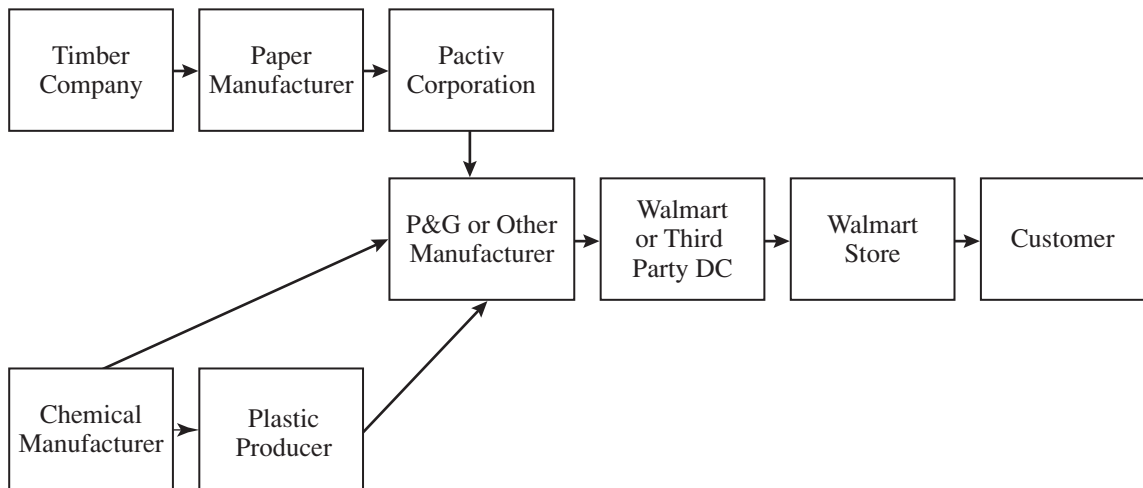 Timber
Company
Paper
Manufacturer
Pactiv
Corporation
P&G or Other
Manufacturer
Walmart
or Third
Party DC
Walmart
Store
Customer
Chemical
Manufacturer
Plastic
Producer